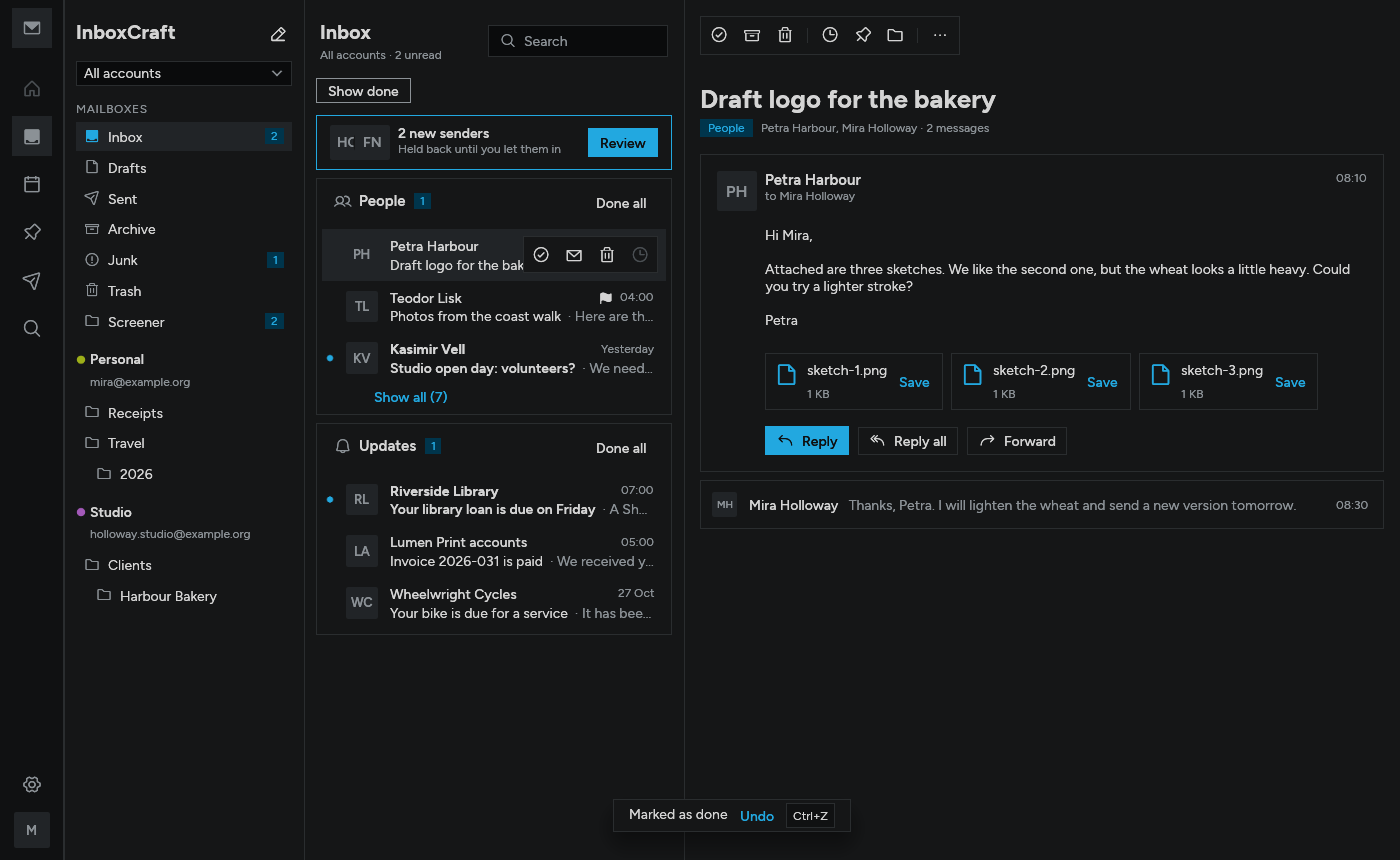 InboxCraft
All accounts
MAILBOXES
Inbox 2
Drafts
Sent
Archive
Junk 1
Trash
Screener 2
Personal
mira@example.org
Receipts
Travel
2026
Studio
holloway.studio@example.org
Clients
Harbour Bakery
M
Inbox
All accounts · 2 unread
Search
Show done
HC FN
2 new senders
Held back until you let them in
Review
People 1
Done all
PH
Petra Harbour
Draft logo for the bak
TL
Teodor Lisk 04:00
Photos from the coast walk · Here are th…
KV
Kasimir Vell Yesterday
Studio open day: volunteers? · We need…
Show all (7)
Updates 1
Done all
RL
Riverside Library 07:00
Your library loan is due on Friday · A Sh…
LA
Lumen Print accounts 05:00
Invoice 2026-031 is paid · We received y…
WC
Wheelwright Cycles 27 Oct
Your bike is due for a service · It has bee…
Draft logo for the bakery
People Petra Harbour, Mira Holloway · 2 messages
PH
Petra Harbour 08:10
to Mira Holloway
Hi Mira,
Attached are three sketches. We like the second one, but the wheat looks a little heavy. Could
you try a lighter stroke?
Petra
sketch-1.png
1 KB
Save
sketch-2.png
1 KB
Save
sketch-3.png
1 KB
Save
Reply
Reply all
Forward
MH Mira Holloway Thanks, Petra. I will lighten the wheat and send a new version tomorrow. 08:30
Marked as done Undo Ctrl+Z